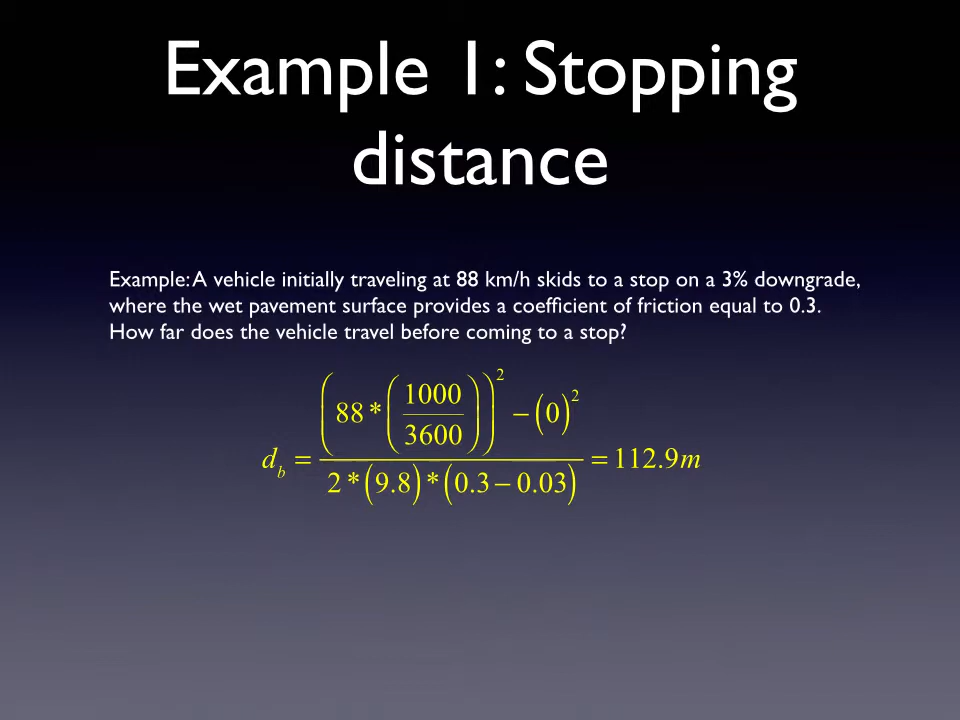 Example 1: Stopping
distance
Example: A vehicle initially traveling at 88 km/h skids to a stop on a 3% downgrade,
where the wet pavement surface provides a coefficient of friction equal to 0.3.
How far does the vehicle travel before coming to a stop?
d_b = ((88 * (1000/3600))^2 − (0)^2) / (2 * (9.8) * (0.3 − 0.03)) = 112.9m